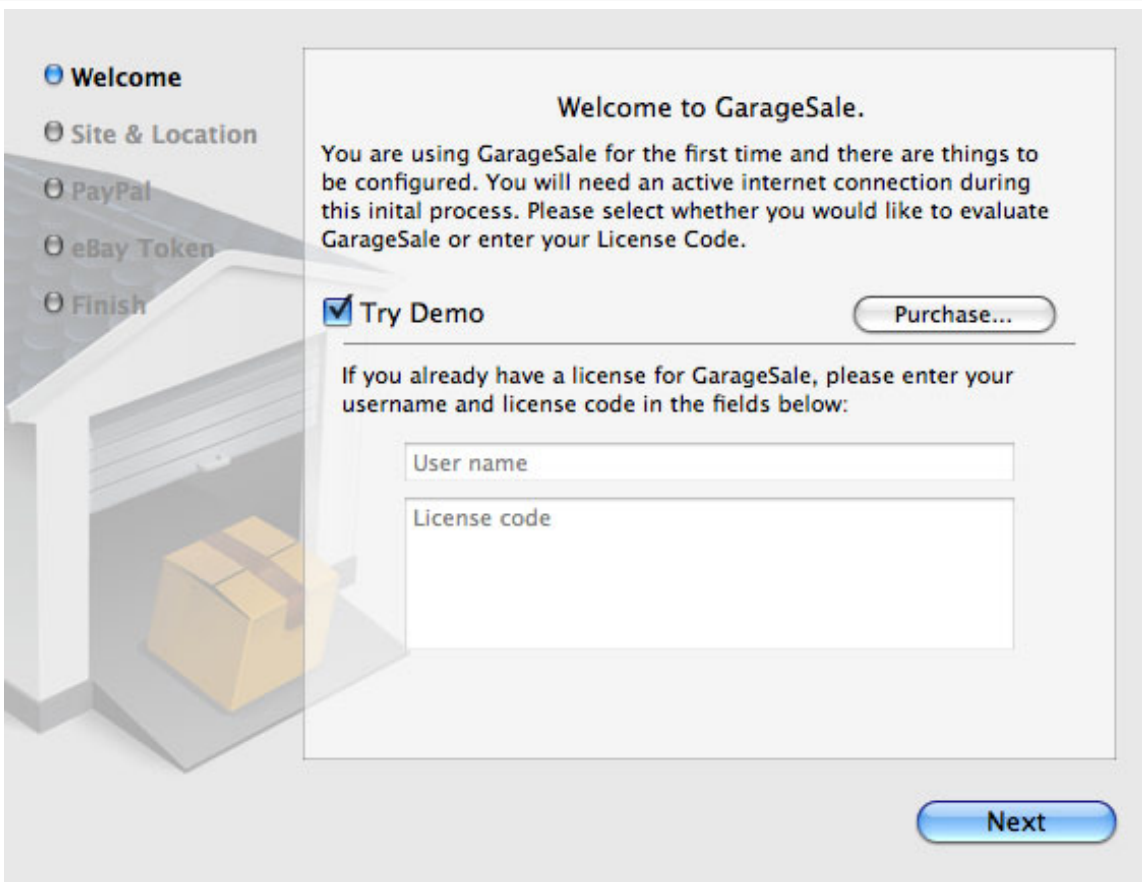 Welcome
Site & Location
PayPal
eBay Token
Finish
Welcome to GarageSale.
You are using GarageSale for the first time and there are things to
be configured. You will need an active internet connection during
this inital process. Please select whether you would like to evaluate
GarageSale or enter your License Code.
Try Demo
Purchase...
If you already have a license for GarageSale, please enter your
username and license code in the fields below:
User name
License code
Next